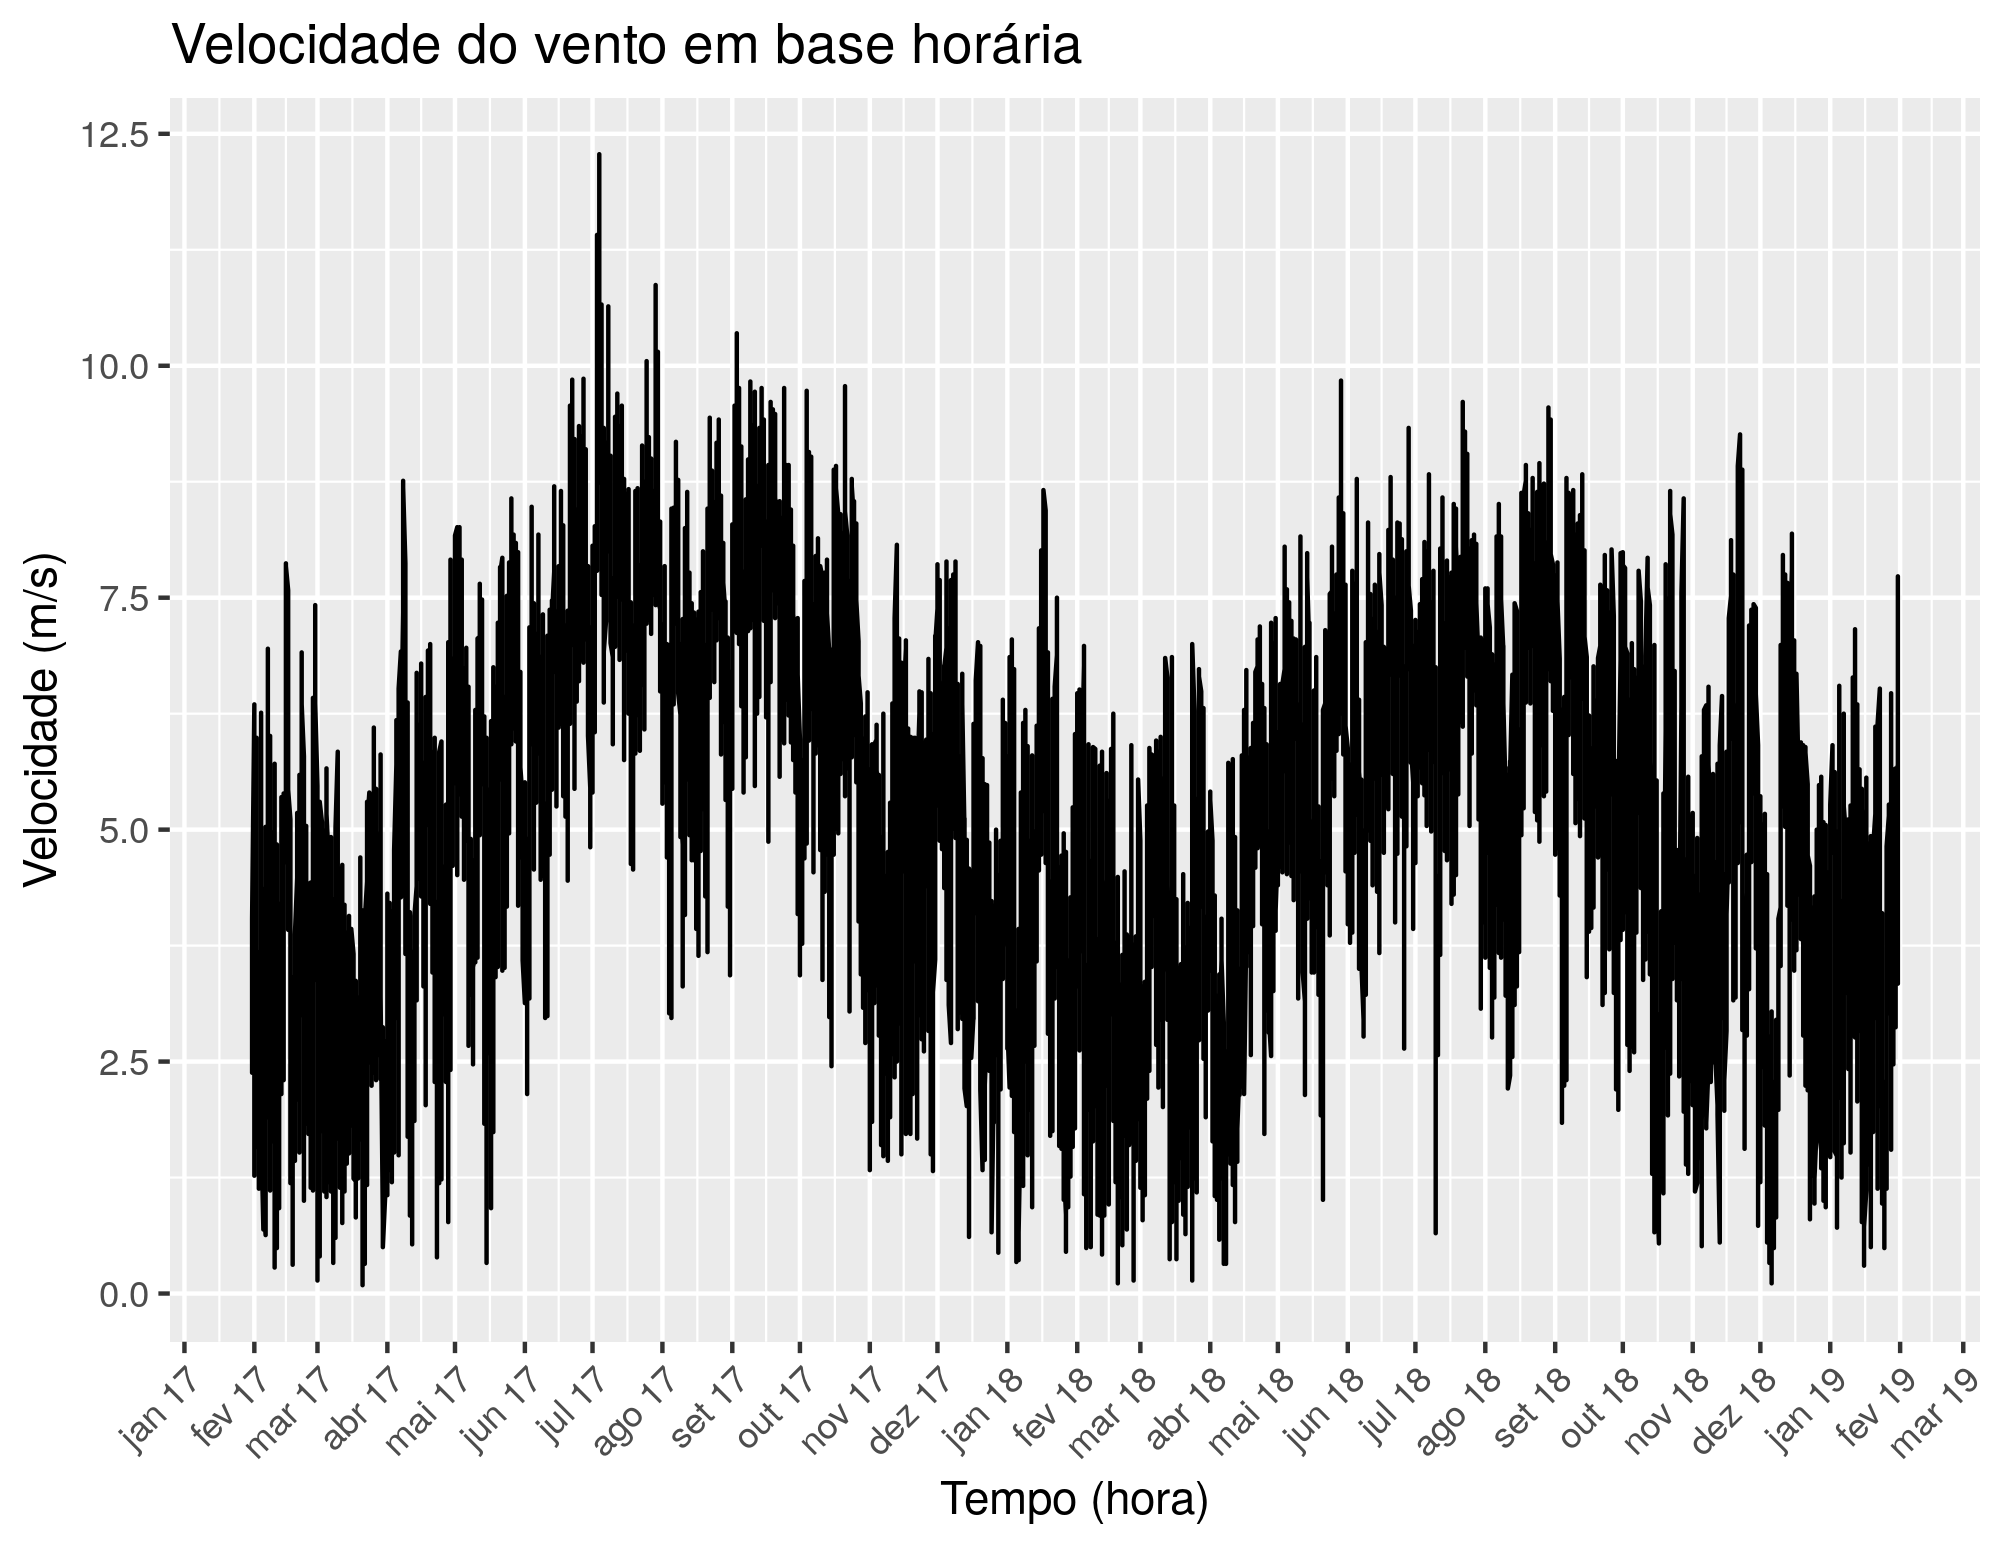 Velocidade do vento em base horária
12.5
10.0
7.5
5.0
2.5
0.0
Velocidade (m/s)
jan 17
fev 17
mar 17
abr 17
mai 17
jun 17
jul 17
ago 17
set 17
out 17
nov 17
dez 17
jan 18
fev 18
mar 18
abr 18
mai 18
jun 18
jul 18
ago 18
set 18
out 18
nov 18
dez 18
jan 19
fev 19
mar 19
Tempo (hora)